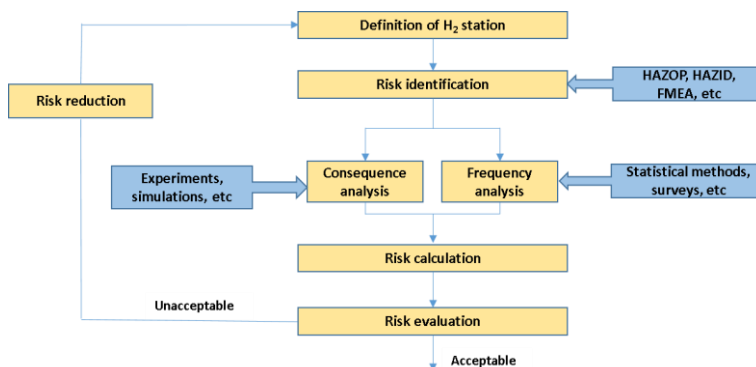 Definition of H₂ station
Risk identification
HAZOP, HAZID,
FMEA, etc
Risk reduction
Experiments,
simulations, etc
Consequence
analysis
Frequency
analysis
Statistical methods,
surveys, etc
Risk calculation
Unacceptable
Risk evaluation
Acceptable